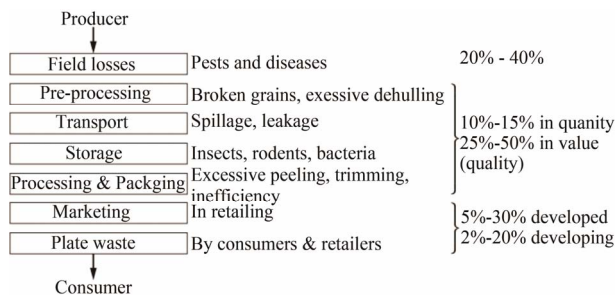 Producer
Field losses Pests and diseases 20% - 40%
Pre-processing Broken grains, exessive dehulling
Transport Spillage, leakage
10%-15% in quanity
25%-50% in value
(quality)
Storage Insects, rodents, bacteria
Processing & Packging Excessive peeling, trimming,
inefficiency
Marketing In retailing
5%-30% developed
2%-20% developing
Plate waste By consumers & retailers
Consumer